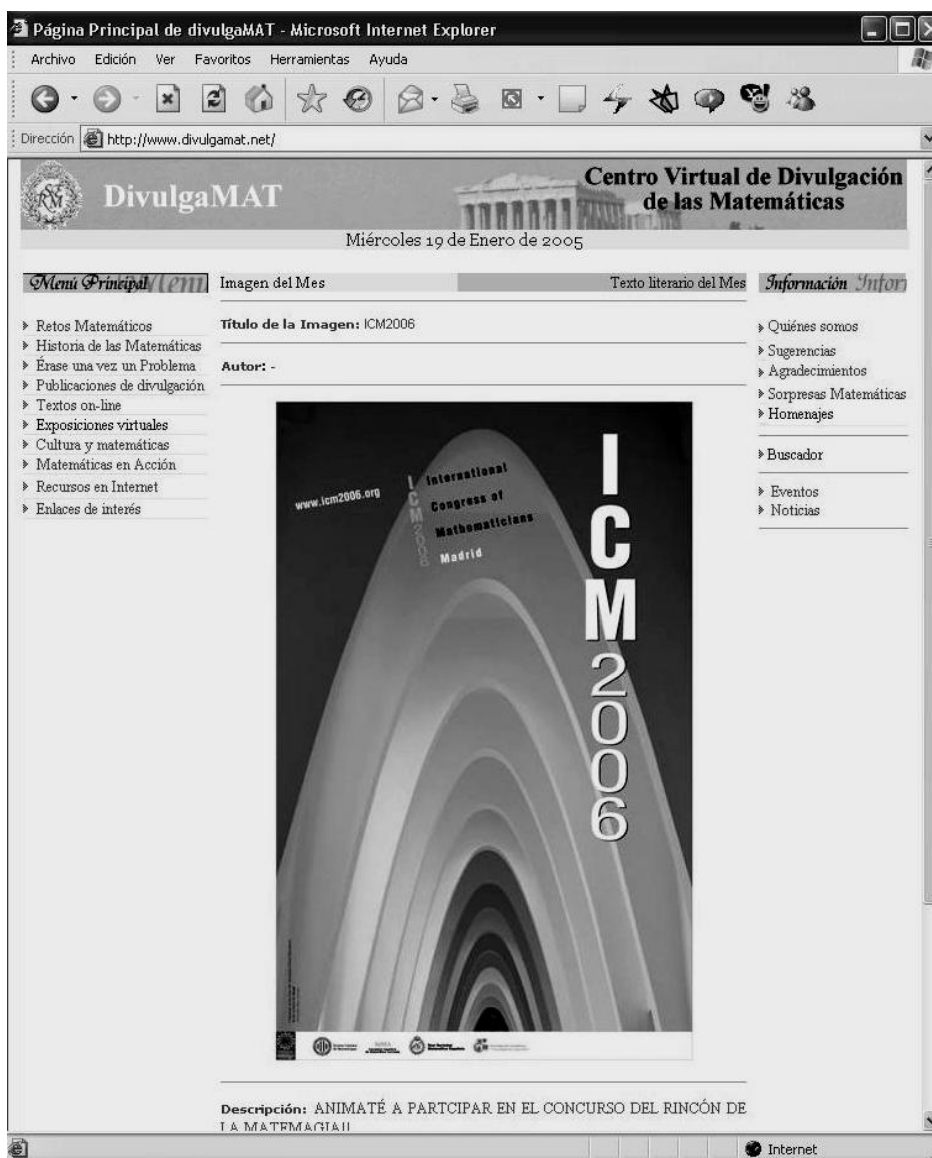 Página Principal de divulgaMAT - Microsoft Internet Explorer
Archivo Edición Ver Favoritos Herramientas Ayuda
Dirección http://www.divulgamat.net/
DivulgaMAT
Centro Virtual de Divulgación
de las Matemáticas
Miércoles 19 de Enero de 2005
Menú Principal
Retos Matemáticos
Historia de las Matemáticas
Érase una vez un Problema
Publicaciones de divulgación
Textos on-line
Exposiciones virtuales
Cultura y matemáticas
Matemáticas en Acción
Recursos en Internet
Enlaces de interés
Imagen del Mes
Texto literario del Mes
Título de la Imagen: ICM2006
Autor: -
www.icm2006.org
ICM2006
International
Congress of
Mathematicians
Madrid
ICM2006
Descripción: ANIMATÉ A PARTCIPAR EN EL CONCURSO DEL RINCÓN DE
LA MATEMAGIA!!
Información
Quiénes somos
Sugerencias
Agradecimientos
Sorpresas Matemáticas
Homenajes
Buscador
Eventos
Noticias
Internet